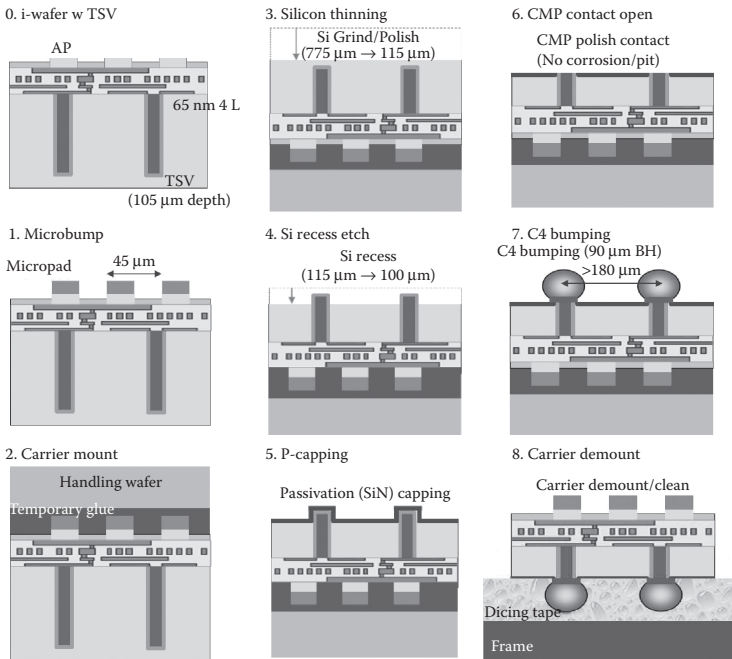 0. i-wafer w TSV
AP
65 nm 4 L
TSV
(105 μm depth)
1. Microbump
Micropad
45 μm
2. Carrier mount
Handling wafer
Temporary glue
3. Silicon thinning
Si Grind/Polish
(775 μm → 115 μm)
4. Si recess etch
Si recess
(115 μm → 100 μm)
5. P-capping
Passivation (SiN) capping
6. CMP contact open
CMP polish contact
(No corrosion/pit)
7. C4 bumping
C4 bumping (90 μm BH)
>180 μm
8. Carrier demount
Carrier demount/clean
Dicing tape
Frame